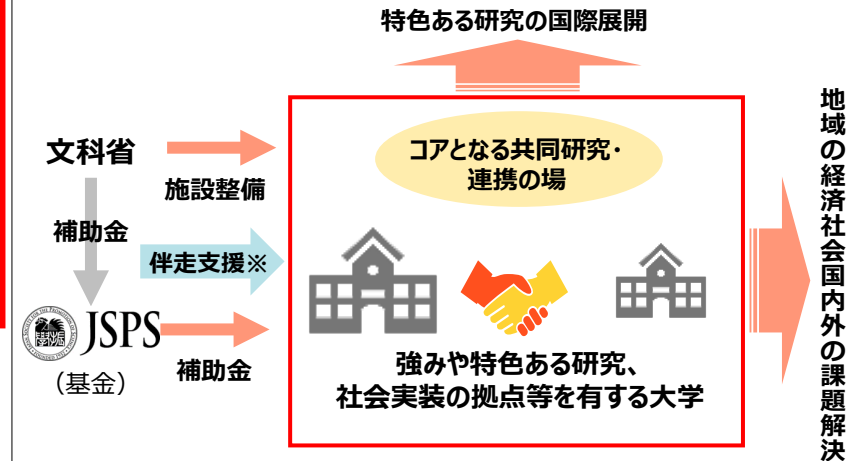 特色ある研究の国際展開
文科省
施設整備
補助金
伴走支援※
JSPS
(基金)
補助金
コアとなる共同研究・
連携の場
強みや特色ある研究、
社会実装の拠点等を有する大学
地域の経済社会国内外の課題解決